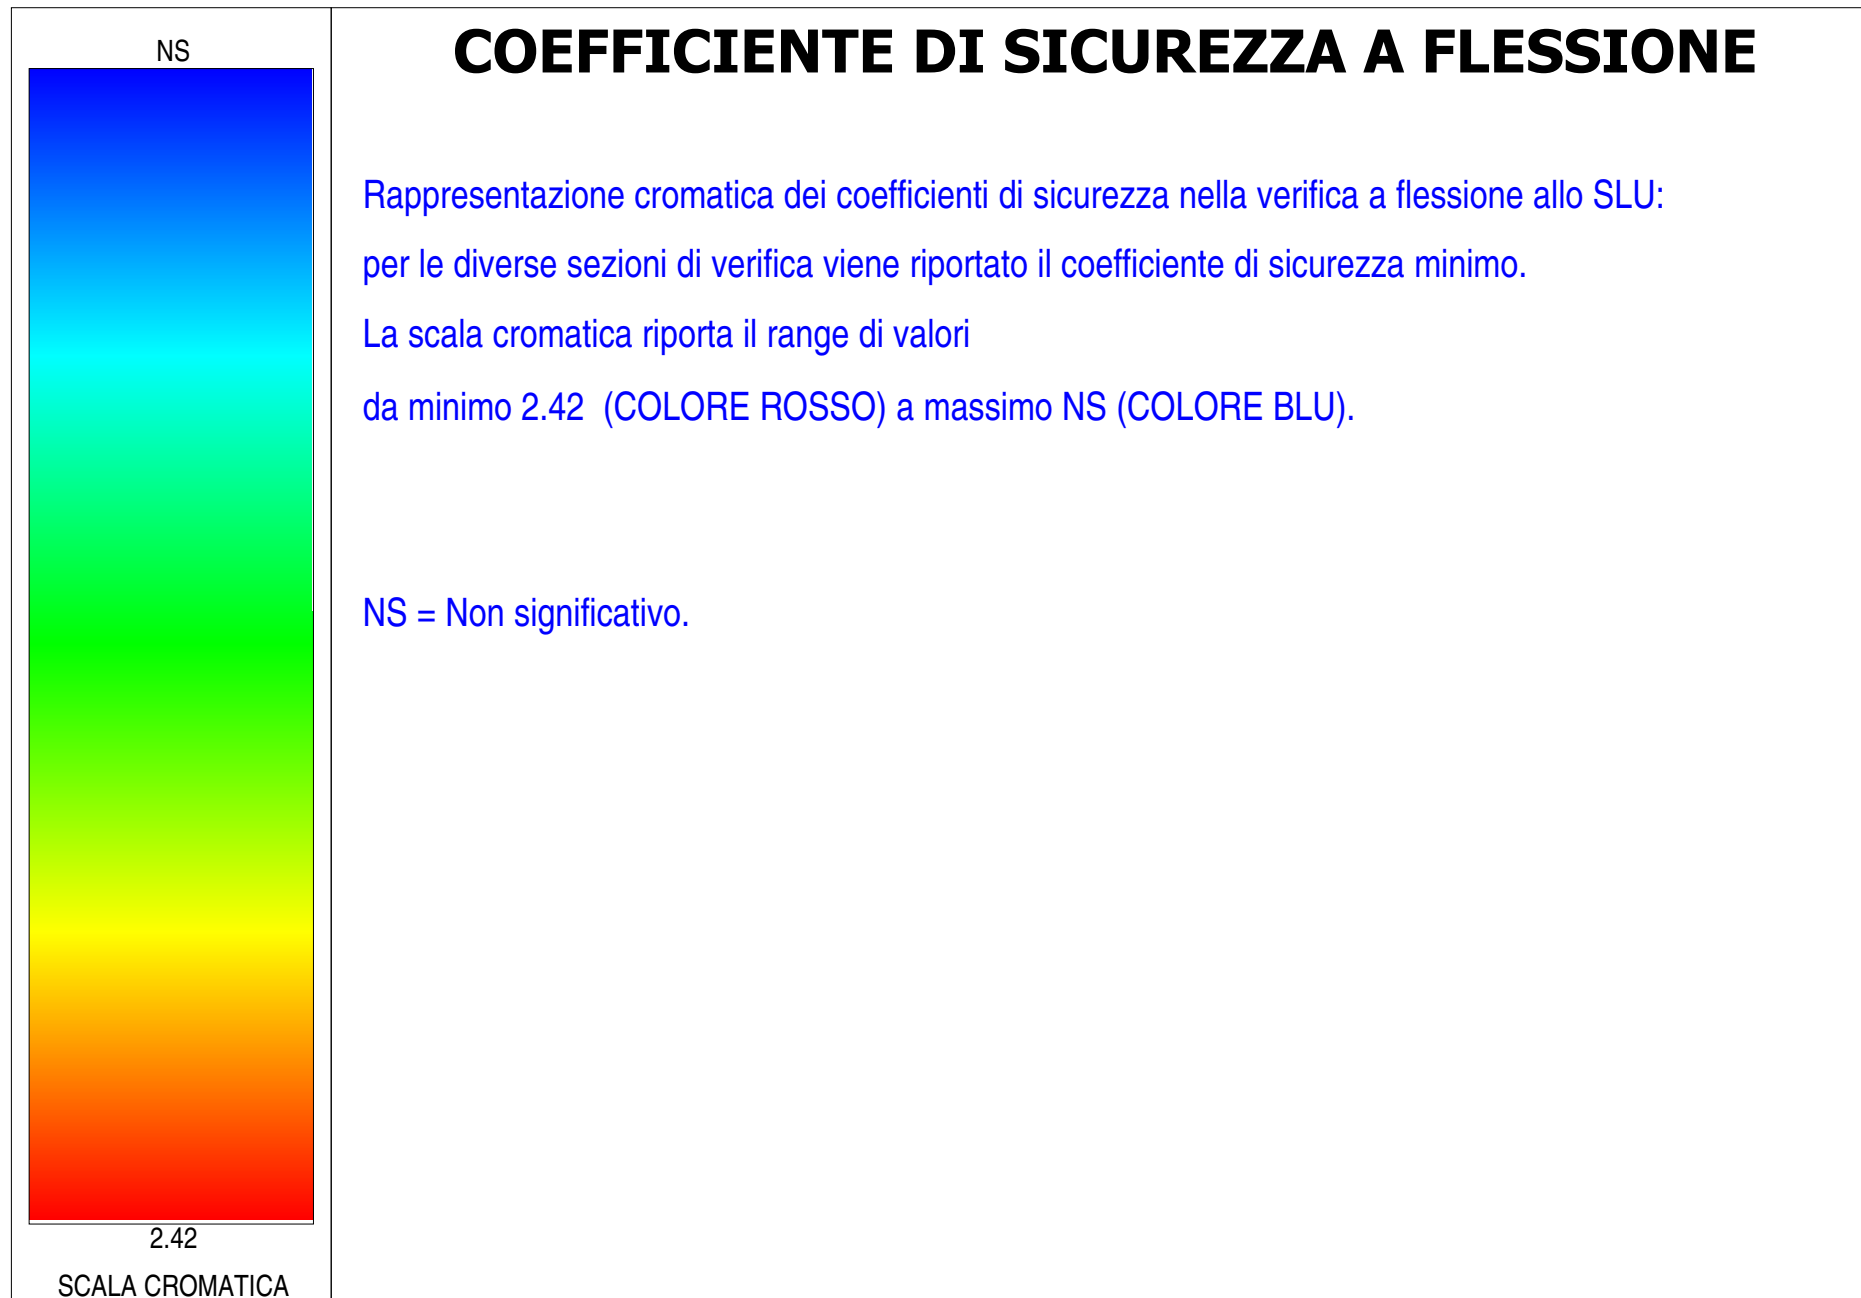 NS
2.42
SCALA CROMATICA
COEFFICIENTE DI SICUREZZA A FLESSIONE
Rappresentazione cromatica dei coefficienti di sicurezza nella verifica a flessione allo SLU:
per le diverse sezioni di verifica viene riportato il coefficiente di sicurezza minimo.
La scala cromatica riporta il range di valori
da minimo 2.42 (COLORE ROSSO) a massimo NS (COLORE BLU).
NS = Non significativo.